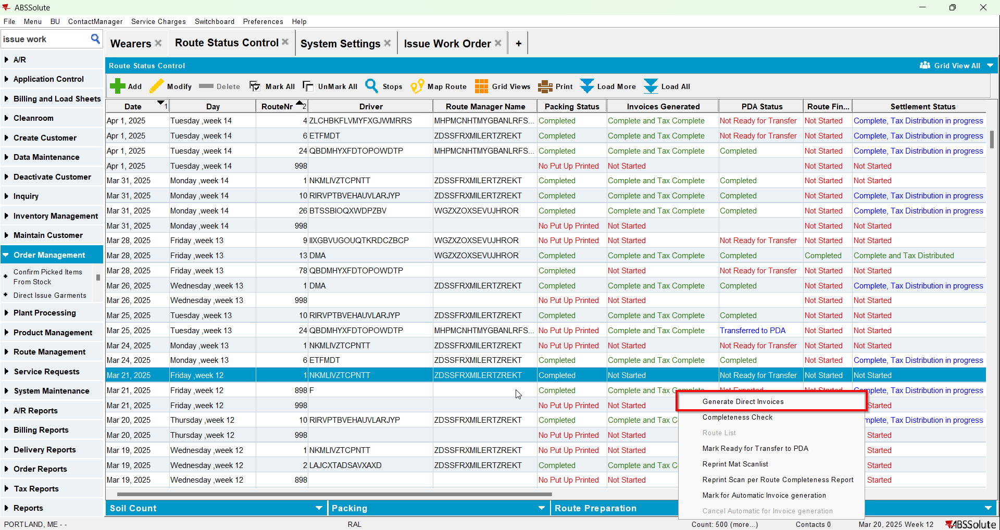 ABSSolute
File Menu BU ContactManager Service Charges Switchboard Preferences Help
issue work
Wearers Route Status Control System Settings Issue Work Order +
Route Status Control Grid View All
Add Modify Delete Mark All UnMark All Stops Map Route Grid Views Print Load More Load All
A/R
Application Control
Billing and Load Sheets
Cleanroom
Create Customer
Data Maintenance
Deactivate Customer
Inquiry
Inventory Management
Maintain Customer
Order Management
Confirm Picked Items
From Stock
Direct Issue Garments
Plant Processing
Product Management
Route Management
Service Requests
System Maintenance
A/R Reports
Billing Reports
Delivery Reports
Order Reports
Tax Reports
Reports
Date 1 Day RouteNr 2 Driver Route Manager Name Packing Status Invoices Generated PDA Status Route Fin... Settlement Status
Apr 1, 2025 Tuesday ,week 14 4 ZLCHBKFLVMYFXGJWMRRS MHPMCNHTMYGBANLRFS... Completed Complete and Tax Complete Not Ready for Transfer Not Started Complete, Tax Distribution in progress
Apr 1, 2025 Tuesday ,week 14 6 ETFMDT ZDSSFRXMILERTZREKT Completed Complete and Tax Complete Not Ready for Transfer Not Started Complete, Tax Distribution in progress
Apr 1, 2025 Tuesday ,week 14 24 QBDMHYXFDTOPOWDTP MHPMCNHTMYGBANLRFS... Completed Complete and Tax Complete Completed Not Started Complete, Tax Distribution in progress
Apr 1, 2025 Tuesday ,week 14 998 No Put Up Printed Not Started Not Started Not Started
Mar 31, 2025 Monday ,week 14 1 NKMLIVZTCPNTT ZDSSFRXMILERTZREKT Completed Complete and Tax Complete Completed Not Started Not Started
Mar 31, 2025 Monday ,week 14 10 RIRVPTBVEHAUVLARJYP ZDSSFRXMILERTZREKT Completed Complete and Tax Complete Completed Not Started Complete, Tax Distribution in progress
Mar 31, 2025 Monday ,week 14 26 BTSSBIOQXWDPZBV WGZXZOXSEVUJHROR Completed Complete and Tax Complete Completed Not Started Complete, Tax Distribution in progress
Mar 31, 2025 Monday ,week 14 998 No Put Up Printed Not Started Not Started Not Started
Mar 28, 2025 Friday ,week 13 9 IIXGBVUGOUQTKRDCZBCP WGZXZOXSEVUJHROR No Put Up Printed Not Started Not Ready for Transfer Not Started Not Started
Mar 28, 2025 Friday ,week 13 13 DMA WGZXZOXSEVUJHROR Completed Complete and Tax Complete Completed Completed Complete and Tax Distributed
Mar 28, 2025 Friday ,week 13 78 QBDMHYXFDTOPOWDTP Completed Not Started Not Ready for Transfer Not Started Not Started
Mar 26, 2025 Wednesday ,week 13 1 DMA ZDSSFRXMILERTZREKT Completed Complete and Tax Complete Completed Not Started Complete, Tax Distribution in progress
Mar 26, 2025 Wednesday ,week 13 998 No Put Up Printed Not Started Not Started Not Started
Mar 25, 2025 Tuesday ,week 13 10 RIRVPTBVEHAUVLARJYP ZDSSFRXMILERTZREKT Completed Complete and Tax Complete Completed Not Started Not Started
Mar 25, 2025 Tuesday ,week 13 24 QBDMHYXFDTOPOWDTP MHPMCNHTMYGBANLRFS... No Put Up Printed Complete and Tax Complete Transferred to PDA Not Started Not Started
Mar 24, 2025 Monday ,week 13 1 NKMLIVZTCPNTT ZDSSFRXMILERTZREKT No Put Up Printed Not Started Not Ready for Transfer Not Started Not Started
Mar 24, 2025 Monday ,week 13 6 ETFMDT ZDSSFRXMILERTZREKT Completed Complete and Tax Complete Completed Not Started Complete, Tax Distribution in progress
Mar 21, 2025 Friday ,week 12 1 NKMLIVZTCPNTT ZDSSFRXMILERTZREKT Completed Not Started Not Ready for Transfer Not Started Not Started
Mar 21, 2025 Friday ,week 12 898 F Completed Complete and Tax Complete Not Exported Not Started Complete, Tax Distribution in progress
Mar 21, 2025 Friday ,week 12 998 No Put Up Printed Not Started Started
Mar 20, 2025 Thursday ,week 12 10 RIRVPTBVEHAUVLARJYP ZDSSFRXMILERTZREKT Completed Complete and Tax C mplete, Tax Distribution in progress
Mar 20, 2025 Thursday ,week 12 998 No Put Up Printed Not Started Started
Mar 19, 2025 Wednesday ,week 12 1 NKMLIVZTCPNTT ZDSSFRXMILERTZREKT No Put Up Printed Not Started Started
Mar 19, 2025 Wednesday ,week 12 2 LAJCXTADSAVXAXD ZDSSFRXMILERTZREKT Completed Complete and Tax C Started
Mar 19, 2025 Wednesday ,week 12 898 No Put Up Printed Not Started Started
Generate Direct Invoices
Completeness Check
Route List
Mark Ready for Transfer to PDA
Reprint Mat Scanlist
Reprint Scan per Route Completeness Report
Mark for Automatic Invoice generation
Cancel Automatic for Invoice generation
Soil Count Packing Route Preparation
PORTLAND, ME - - RAL Count: 500 (more...) Contacts 0 Mar 20, 2025 Week 12 ABSSolute